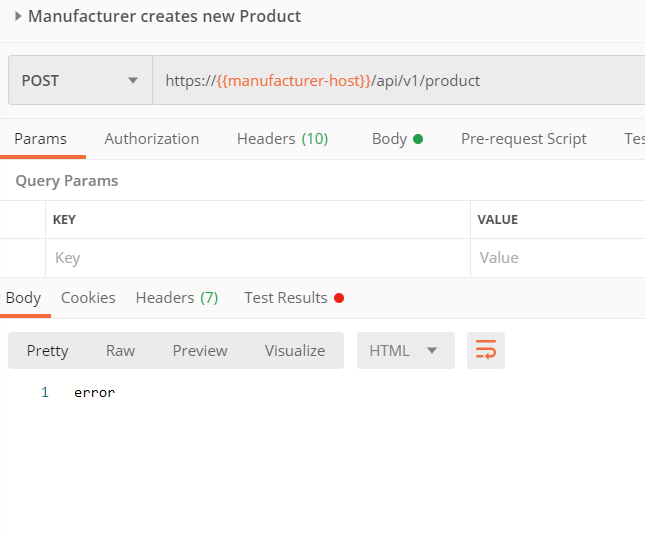 Manufacturer creates new Product
POST https://{{manufacturer-host}}/api/v1/product
Params Authorization Headers (10) Body Pre-request Script Tes
Query Params
KEY VALUE
Key Value
Body Cookies Headers (7) Test Results
Pretty Raw Preview Visualize HTML
1 error